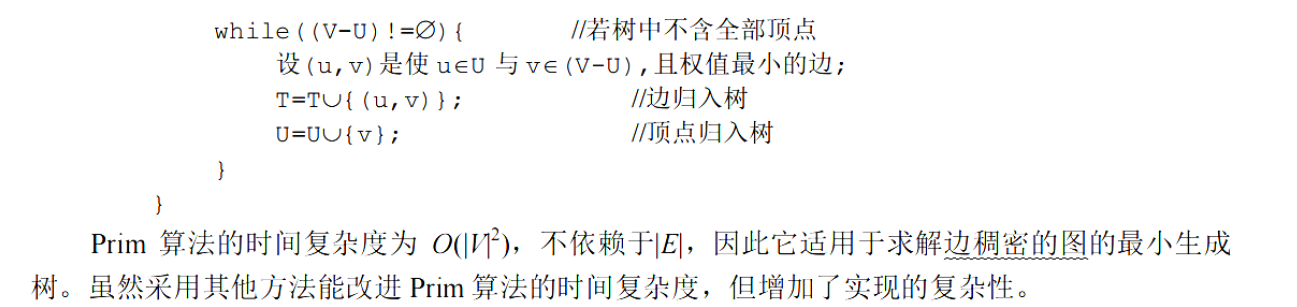 while((V-U)!=∅){ //若树中不含全部顶点
设(u,v)是使u∈U 与v∈(V-U),且权值最小的边;
T=T∪{(u,v)}; //边归入树
U=U∪{v}; //顶点归入树
}
}
Prim 算法的时间复杂度为 O(|V|²)，不依赖于|E|，因此它适用于求解边稠密的图的最小生成
树。虽然采用其他方法能改进 Prim 算法的时间复杂度，但增加了实现的复杂性。